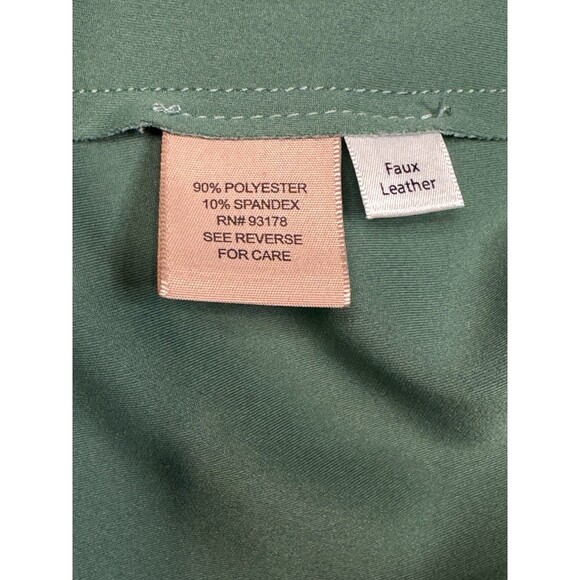 90% POLYESTER
10% SPANDEX
RN# 93178
SEE REVERSE
FOR CARE
Faux
Leather